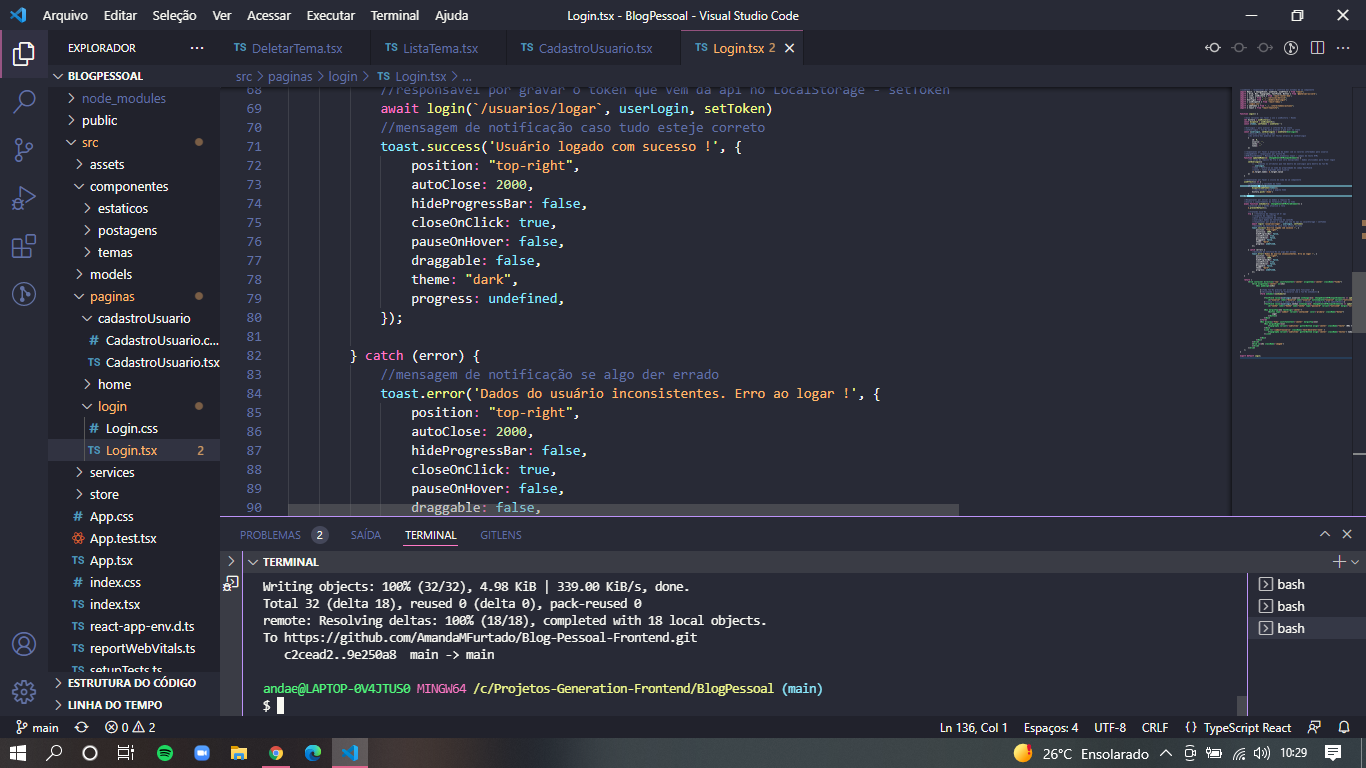 Arquivo Editar Seleção Ver Acessar Executar Terminal Ajuda
Login.tsx - BlogPessoal - Visual Studio Code
EXPLORADOR
TS DeletarTema.tsx
TS ListaTema.tsx
TS CadastroUsuario.tsx
TS Login.tsx 2
BLOGPESSOAL
node_modules
public
src
assets
componentes
estaticos
postagens
temas
models
paginas
cadastroUsuario
# CadastroUsuario.c...
TS CadastroUsuario.tsx
home
login
# Login.css
TS Login.tsx 2
services
store
# App.css
App.test.tsx
TS App.tsx
# index.css
TS index.tsx
TS react-app-env.d.ts
TS reportWebVitals.ts
TS setupTests.ts
ESTRUTURA DO CÓDIGO
LINHA DO TEMPO
src > paginas > login > TS Login.tsx > ...
68 //responsavel por gravar o token que vem da api no LocalStorage - setToken
69 await login(`/usuarios/logar`, userLogin, setToken)
70 //mensagem de notificação caso tudo esteje correto
71 toast.success('Usuário logado com sucesso !', {
72 position: "top-right",
73 autoClose: 2000,
74 hideProgressBar: false,
75 closeOnClick: true,
76 pauseOnHover: false,
77 draggable: false,
78 theme: "dark",
79 progress: undefined,
80 });
81
82 } catch (error) {
83 //mensagem de notificação se algo der errado
84 toast.error('Dados do usuário inconsistentes. Erro ao logar !', {
85 position: "top-right",
86 autoClose: 2000,
87 hideProgressBar: false,
88 closeOnClick: true,
89 pauseOnHover: false,
90 draggable: false,
PROBLEMAS 2 SAÍDA TERMINAL GITLENS
TERMINAL
Writing objects: 100% (32/32), 4.98 KiB | 339.00 KiB/s, done.
Total 32 (delta 18), reused 0 (delta 0), pack-reused 0
remote: Resolving deltas: 100% (18/18), completed with 18 local objects.
To https://github.com/AmandaMFurtado/Blog-Pessoal-Frontend.git
c2cead2..9e250a8 main -> main
andae@LAPTOP-0V4JTUS0 MINGW64 /c/Projetos-Generation-Frontend/BlogPessoal (main)
$
bash
bash
bash
main 0 2
Ln 136, Col 1 Espaços: 4 UTF-8 CRLF {} TypeScript React
26°C Ensolarado 10:29